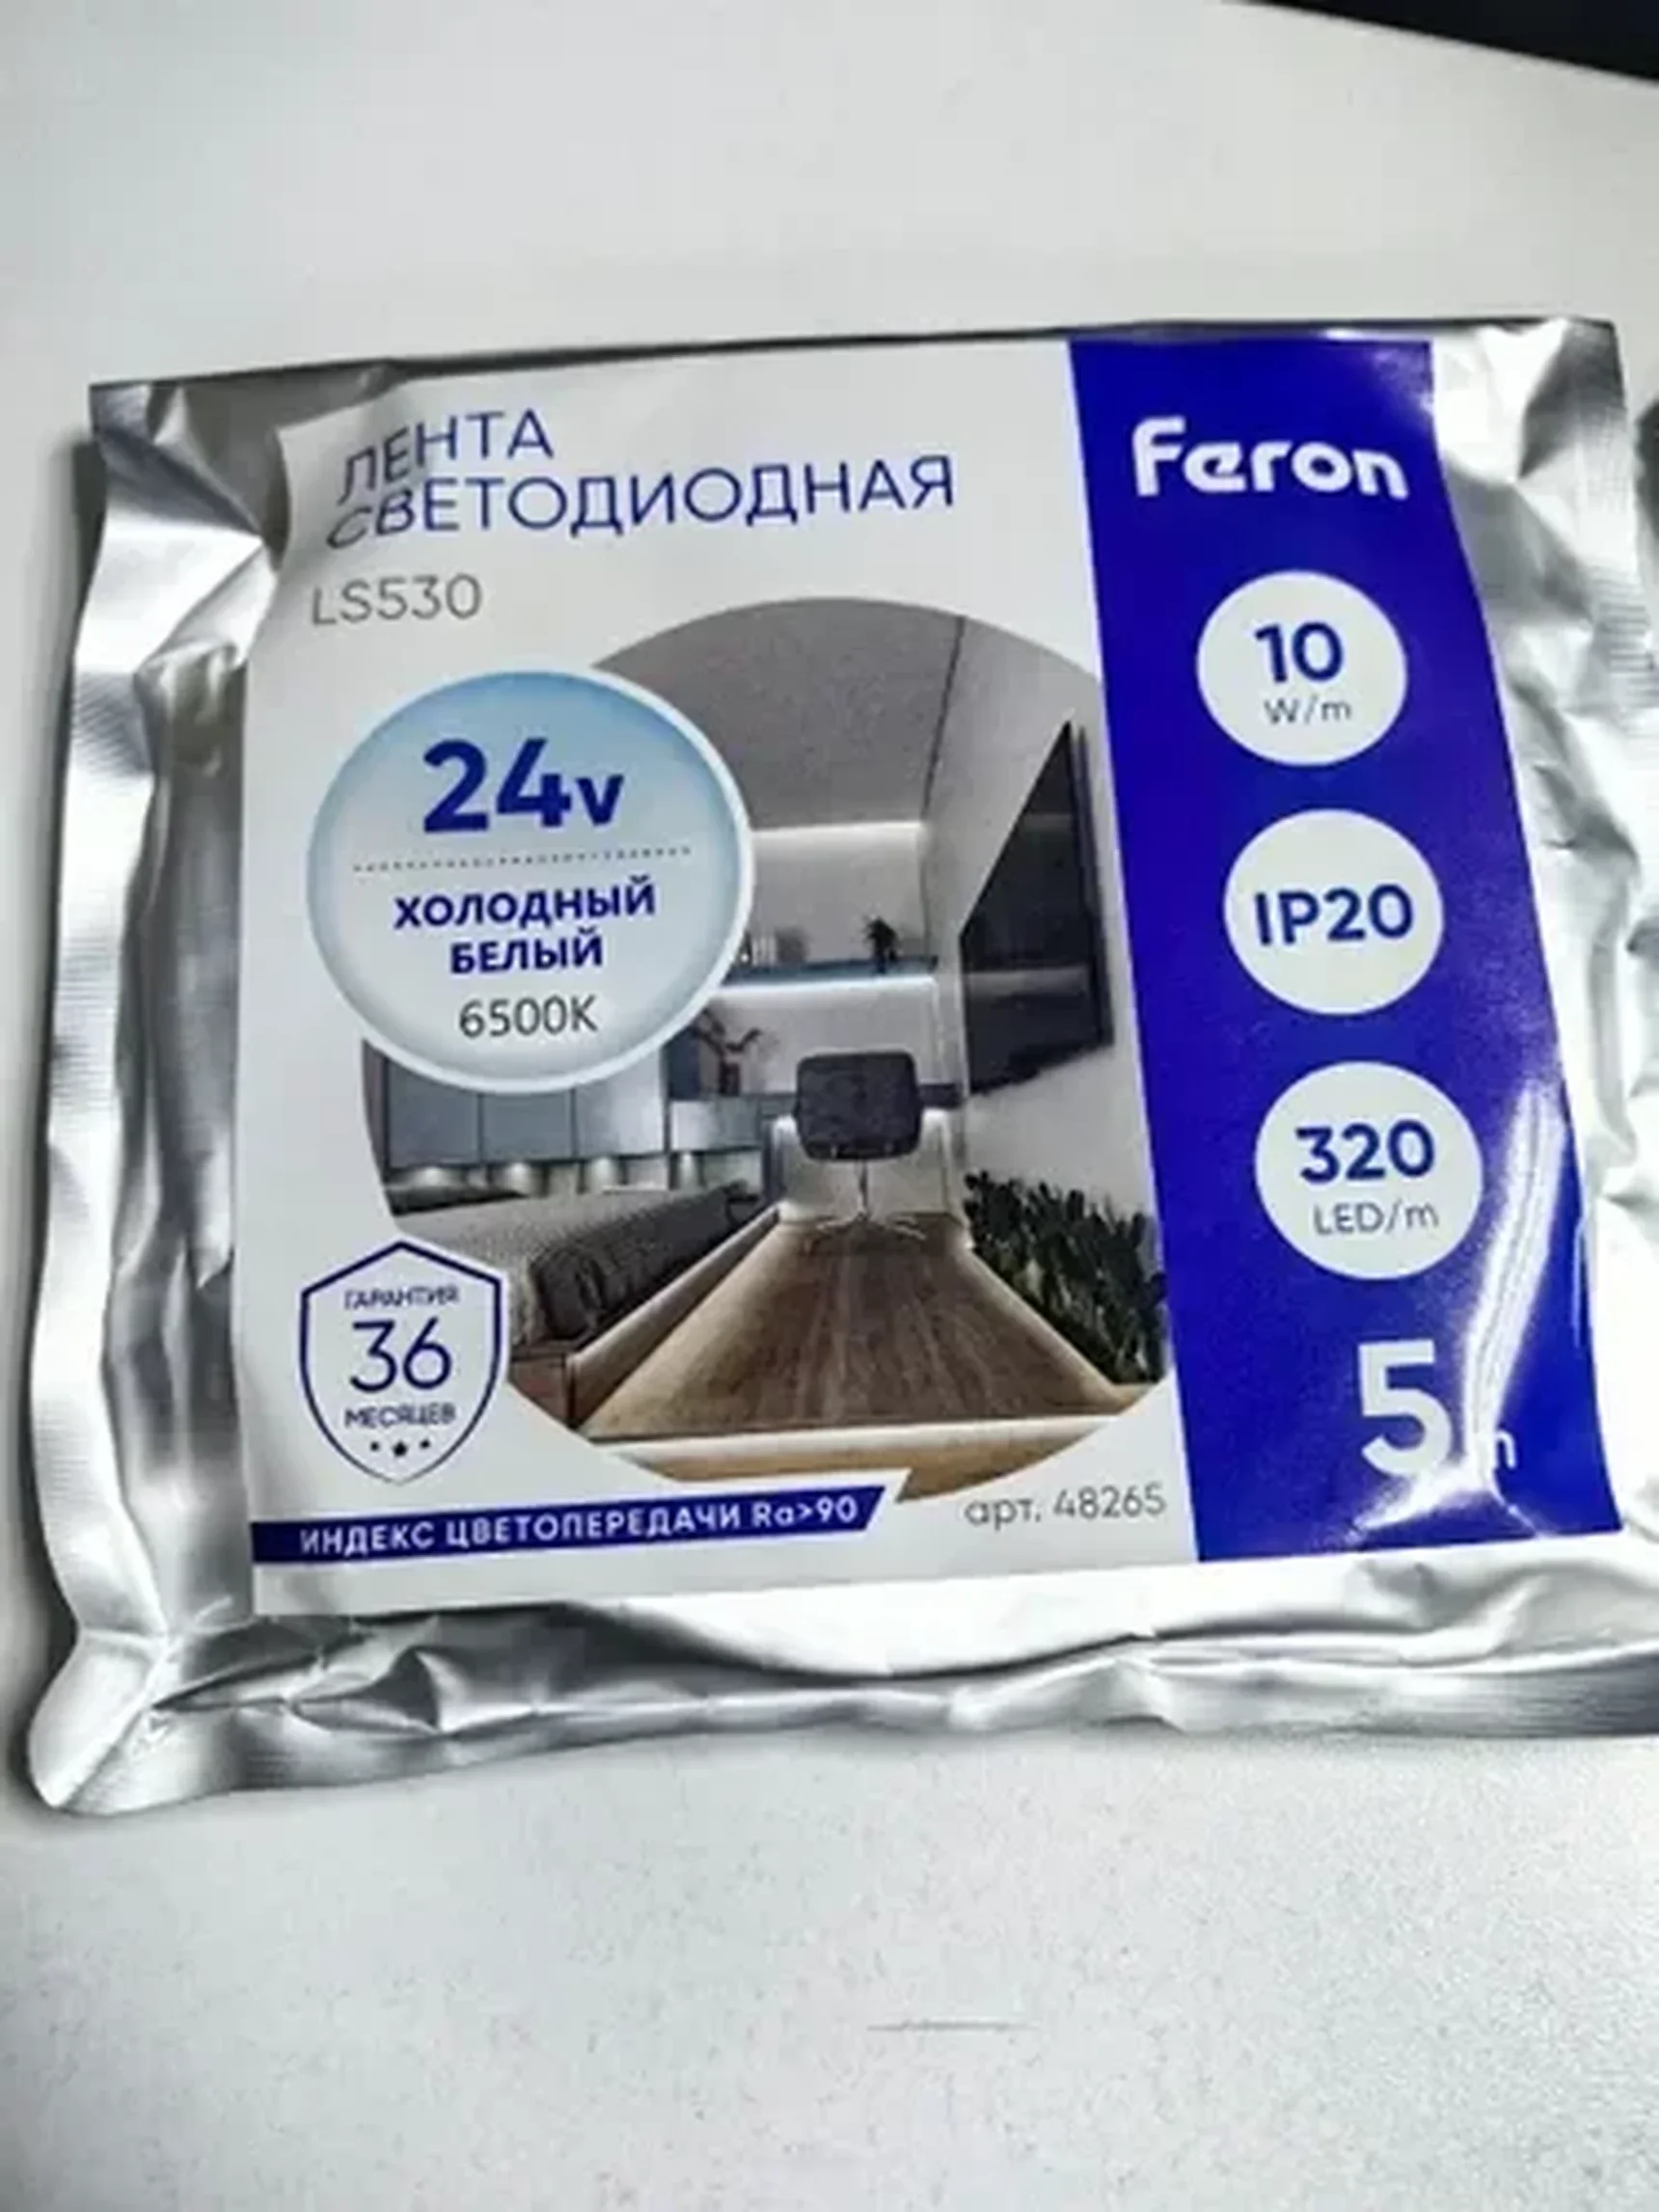 ЛЕНТА
СВЕТОДИОДНАЯ
LS530
24v
ХОЛОДНЫЙ
БЕЛЫЙ
6500K
ГАРАНТИЯ
36
МЕСЯЦЕВ
ИНДЕКС ЦВЕТОПЕРЕДАЧИ Ra>90
арт. 48265
Feron
10
W/m
IP20
320
LED/m
5m